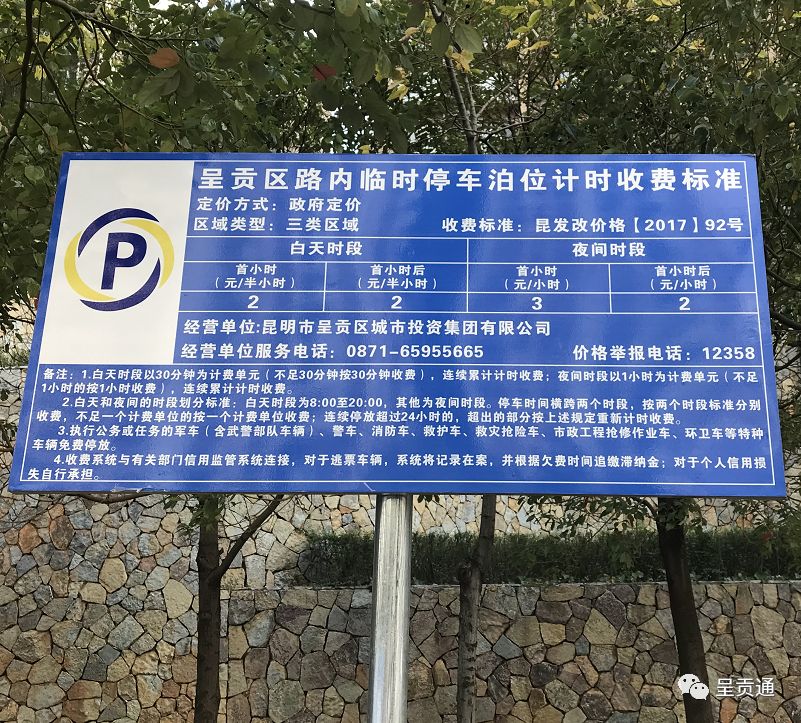 呈贡区路内临时停车泊位计时收费标准
定价方式：政府定价
区域类型：三类区域 收费标准：昆发改价格【2017】92号
白天时段 夜间时段
首小时 首小时后 首小时 首小时后
（元/半小时） （元/半小时） （元/小时） （元/小时）
2 2 3 2
P
经营单位:昆明市呈贡区城市投资集团有限公司
经营单位服务电话：0871-65955665 价格举报电话：12358
备注：1.白天时段以30分钟为计费单元（不足30分钟按30分钟收费），连续累计计时收费；夜间时段以1小时为计费单元（不足
1小时的按1小时收费），连续累计计时收费。
2.白天和夜间的时段划分标准：白天时段为8:00至20:00，其他为夜间时段。停车时间横跨两个时段，按两个时段标准分别
收费，不足一个计费单位的按一个计费单位收费；连续停放超过24小时的，超出的部分按上述规定重新计时收费。
3.执行公务或任务的军车（含武警部队车辆）、警车、消防车、救护车、救灾抢险车、市政工程抢修作业车、环卫车等特种
车辆免费停放。
4.收费系统与有关部门信用监管系统连接，对于逃票车辆，系统将记录在案，并根据欠费时间追缴滞纳金；对于个人信用损
失自行承担。
呈贡通